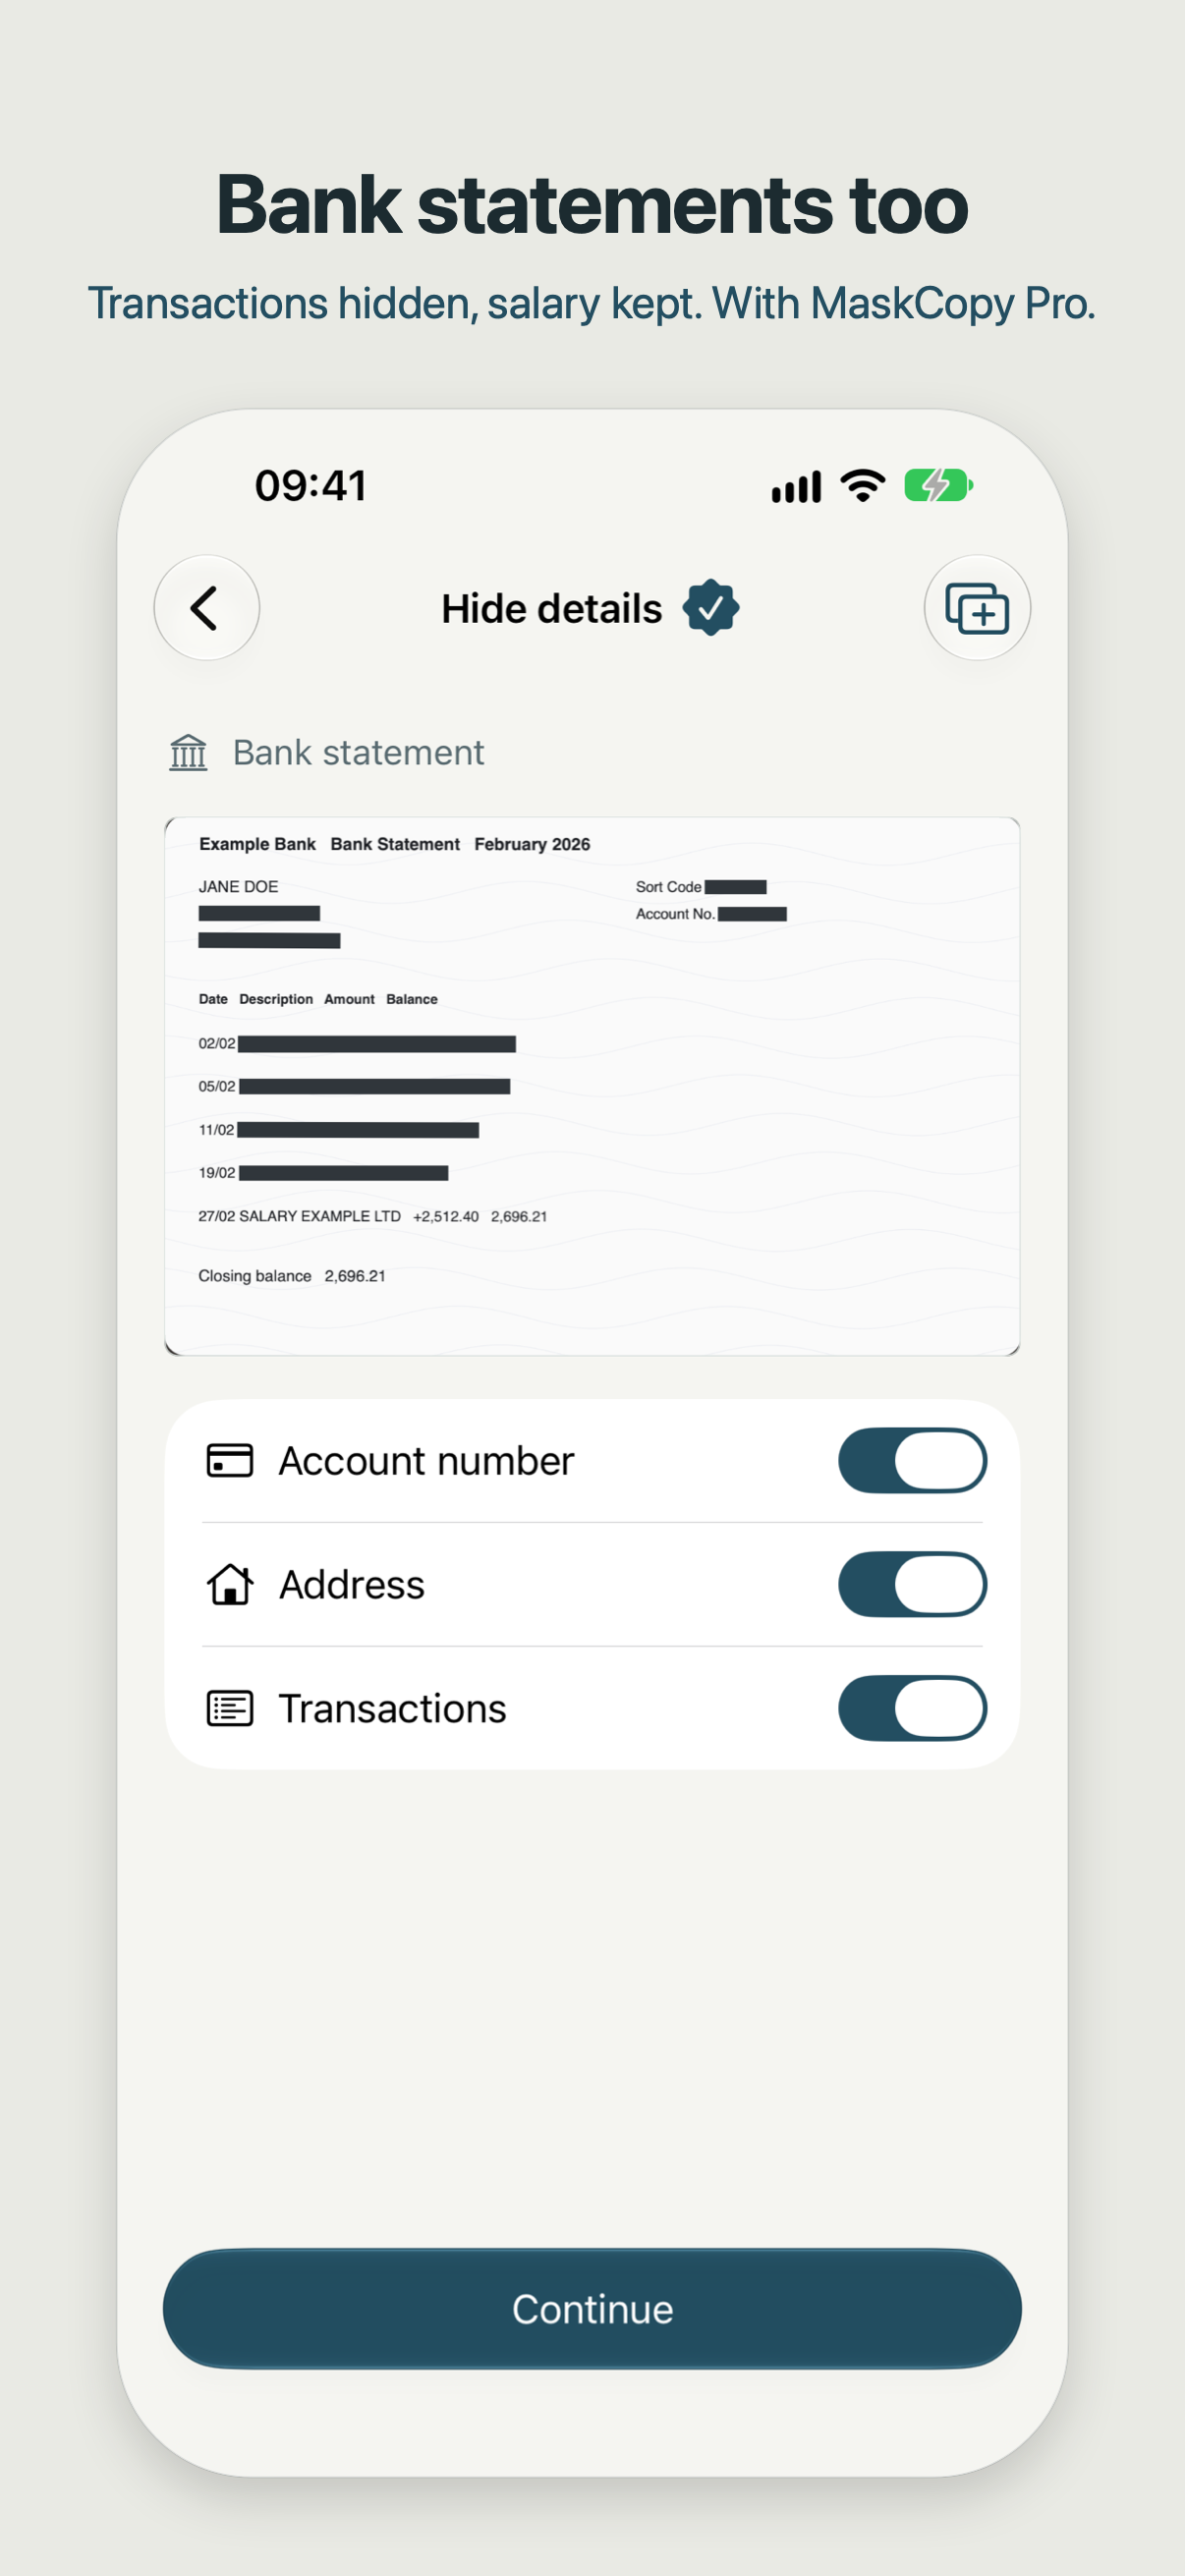 Bank statements too
Transactions hidden, salary kept. With MaskCopy Pro.
09:41
Hide details
Bank statement
Example Bank Bank Statement February 2026
JANE DOE
Sort Code
Account No.
Date Description Amount Balance
02/02
05/02
11/02
19/02
27/02 SALARY EXAMPLE LTD +2,512.40 2,696.21
Closing balance 2,696.21
Account number
Address
Transactions
Continue